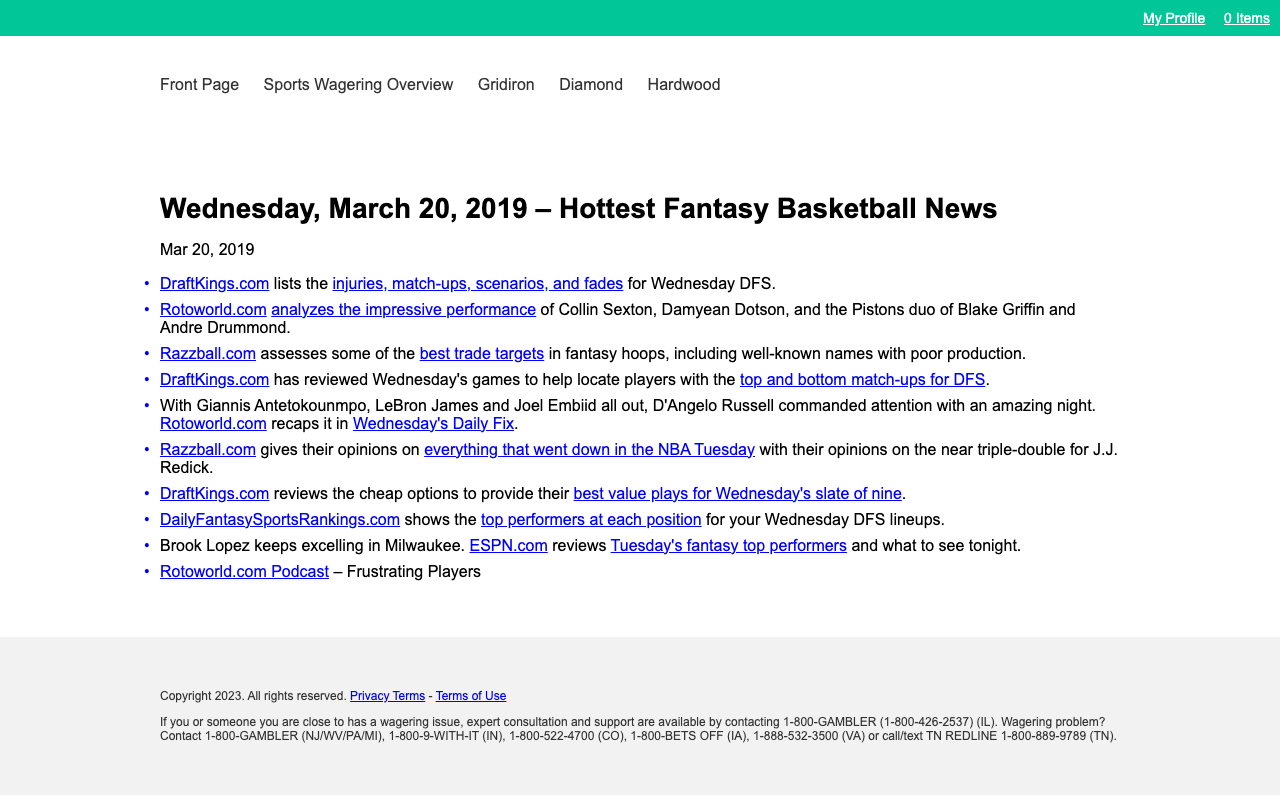 My Profile 0 Items
Front Page Sports Wagering Overview Gridiron Diamond Hardwood
Wednesday, March 20, 2019 – Hottest Fantasy Basketball News
Mar 20, 2019
• DraftKings.com lists the injuries, match-ups, scenarios, and fades for Wednesday DFS.
• Rotoworld.com analyzes the impressive performance of Collin Sexton, Damyean Dotson, and the Pistons duo of Blake Griffin and
Andre Drummond.
• Razzball.com assesses some of the best trade targets in fantasy hoops, including well-known names with poor production.
• DraftKings.com has reviewed Wednesday's games to help locate players with the top and bottom match-ups for DFS.
• With Giannis Antetokounmpo, LeBron James and Joel Embiid all out, D'Angelo Russell commanded attention with an amazing night.
Rotoworld.com recaps it in Wednesday's Daily Fix.
• Razzball.com gives their opinions on everything that went down in the NBA Tuesday with their opinions on the near triple-double for J.J.
Redick.
• DraftKings.com reviews the cheap options to provide their best value plays for Wednesday's slate of nine.
• DailyFantasySportsRankings.com shows the top performers at each position for your Wednesday DFS lineups.
• Brook Lopez keeps excelling in Milwaukee. ESPN.com reviews Tuesday's fantasy top performers and what to see tonight.
• Rotoworld.com Podcast – Frustrating Players
Copyright 2023. All rights reserved. Privacy Terms - Terms of Use
If you or someone you are close to has a wagering issue, expert consultation and support are available by contacting 1-800-GAMBLER (1-800-426-2537) (IL). Wagering problem?
Contact 1-800-GAMBLER (NJ/WV/PA/MI), 1-800-9-WITH-IT (IN), 1-800-522-4700 (CO), 1-800-BETS OFF (IA), 1-888-532-3500 (VA) or call/text TN REDLINE 1-800-889-9789 (TN).